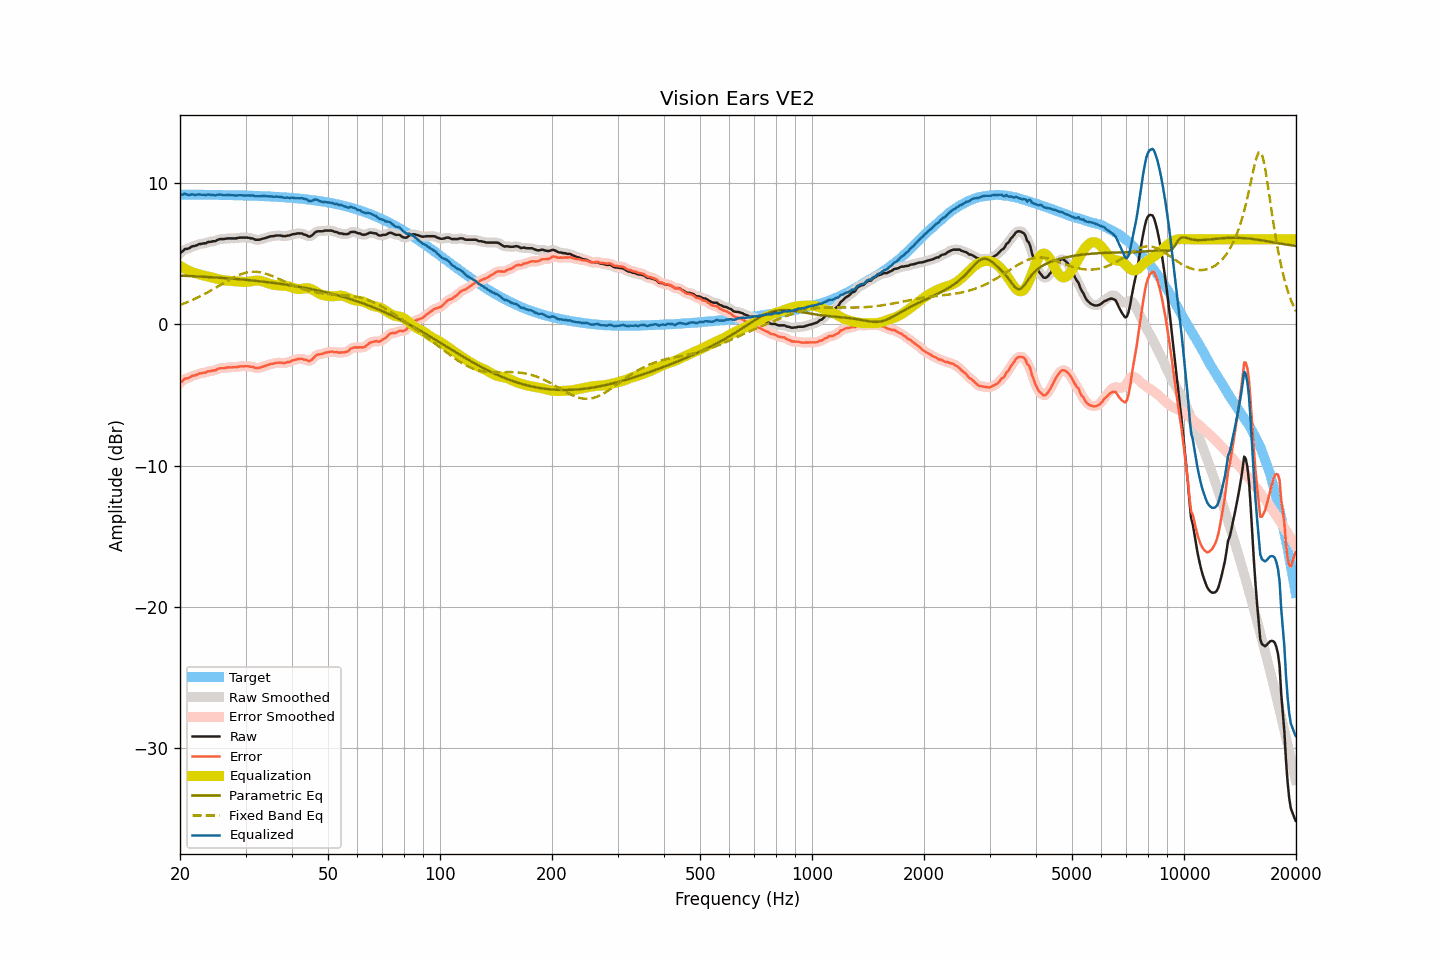 Vision Ears VE2
Amplitude (dBr)
10
0
−10
−20
−30
Target
Raw Smoothed
Error Smoothed
Raw
Error
Equalization
Parametric Eq
Fixed Band Eq
Equalized
20 50 100 200 500 1000 2000 5000 10000 20000
Frequency (Hz)